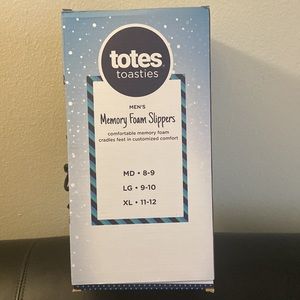 totes
toasties
MEN'S
Memory Foam Slippers
comfortable memory foam
cradles feet in customized comfort
MD • 8-9
LG • 9-10
XL • 11-12